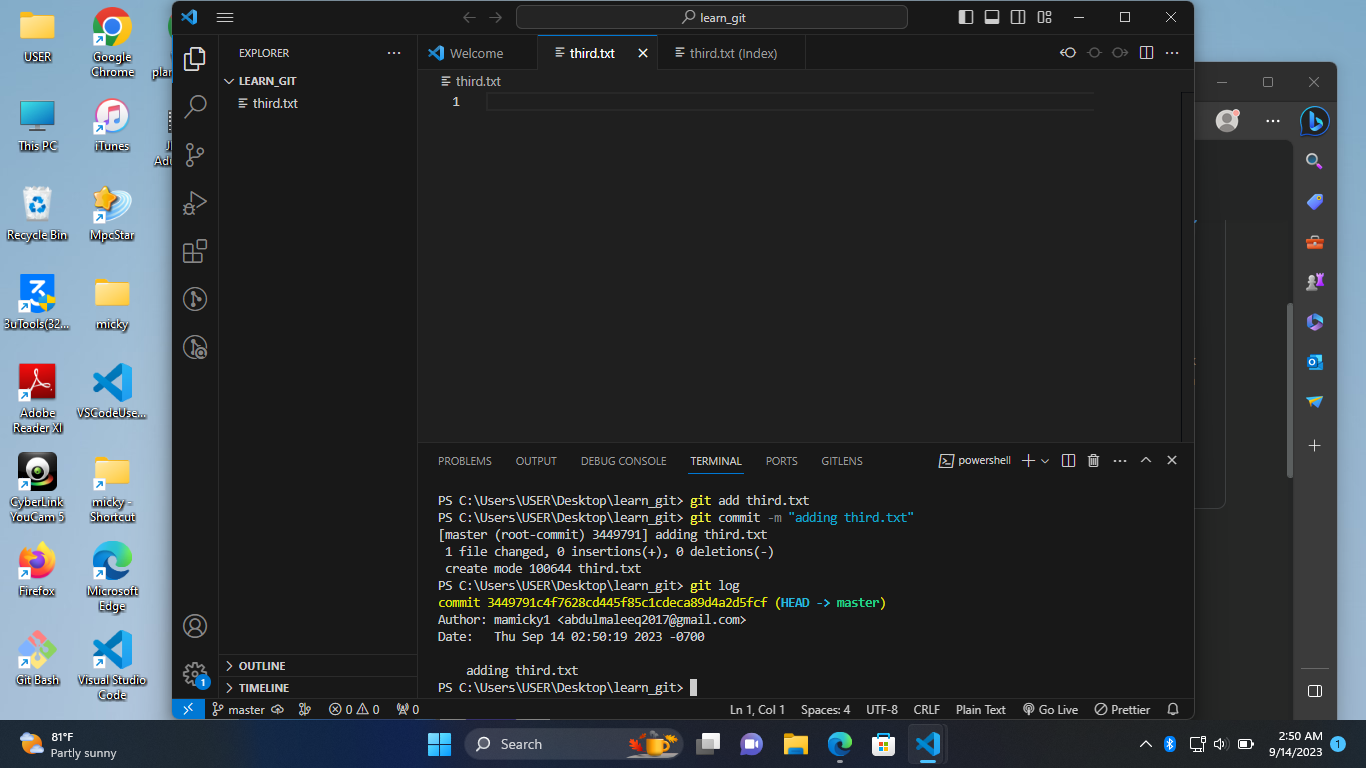 USER
Google
Chrome
This PC
iTunes
Recycle Bin
MpcStar
3uTools(32...
micky
Adobe
Reader XI
VSCodeUse...
CyberLink
YouCam 5
micky -
Shortcut
Firefox
Microsoft
Edge
Git Bash
Visual Studio
Code
learn_git
EXPLORER
Welcome
third.txt
third.txt (Index)
LEARN_GIT
third.txt
third.txt
1
OUTLINE
TIMELINE
1
PROBLEMS OUTPUT DEBUG CONSOLE TERMINAL PORTS GITLENS
powershell
PS C:\Users\USER\Desktop\learn_git> git add third.txt
PS C:\Users\USER\Desktop\learn_git> git commit -m "adding third.txt"
[master (root-commit) 3449791] adding third.txt
1 file changed, 0 insertions(+), 0 deletions(-)
create mode 100644 third.txt
PS C:\Users\USER\Desktop\learn_git> git log
commit 3449791c4f7628cd445f85c1cdeca89d4a2d5fcf (HEAD -> master)
Author: mamicky1 <abdulmaleeq2017@gmail.com>
Date:   Thu Sep 14 02:50:19 2023 -0700
adding third.txt
PS C:\Users\USER\Desktop\learn_git>
master 0 0 0 Ln 1, Col 1 Spaces: 4 UTF-8 CRLF Plain Text Go Live Prettier
81°F
Partly sunny
Search
2:50 AM
9/14/2023
1